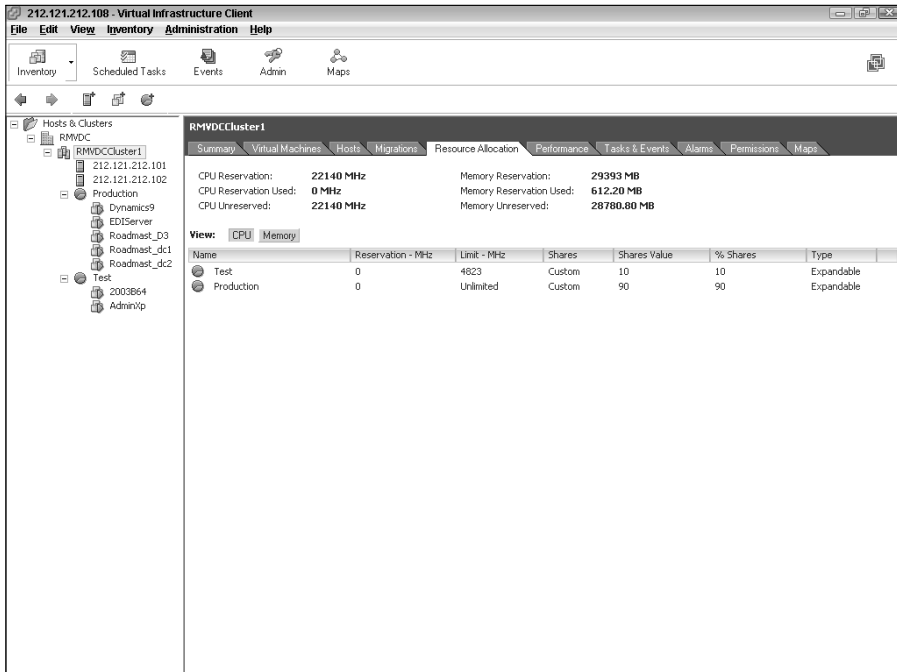 212.121.212.108 - Virtual Infrastructure Client
File Edit View Inventory Administration Help
Inventory Scheduled Tasks Events Admin Maps
Hosts & Clusters
RMVDC
RMVDCCluster1
212.121.212.101
212.121.212.102
Production
Dynamics9
EDIServer
Roadmast_D3
Roadmast_dc1
Roadmast_dc2
Test
2003B64
AdminXp
RMVDCCluster1
Summary Virtual Machines Hosts Migrations Resource Allocation Performance Tasks & Events Alarms Permissions Maps
CPU Reservation: 22140 MHz Memory Reservation: 29393 MB
CPU Reservation Used: 0 MHz Memory Reservation Used: 612.20 MB
CPU Unreserved: 22140 MHz Memory Unreserved: 28780.80 MB
View: CPU Memory
Name Reservation - MHz Limit - MHz Shares Shares Value % Shares Type
Test 0 4823 Custom 10 10 Expandable
Production 0 Unlimited Custom 90 90 Expandable